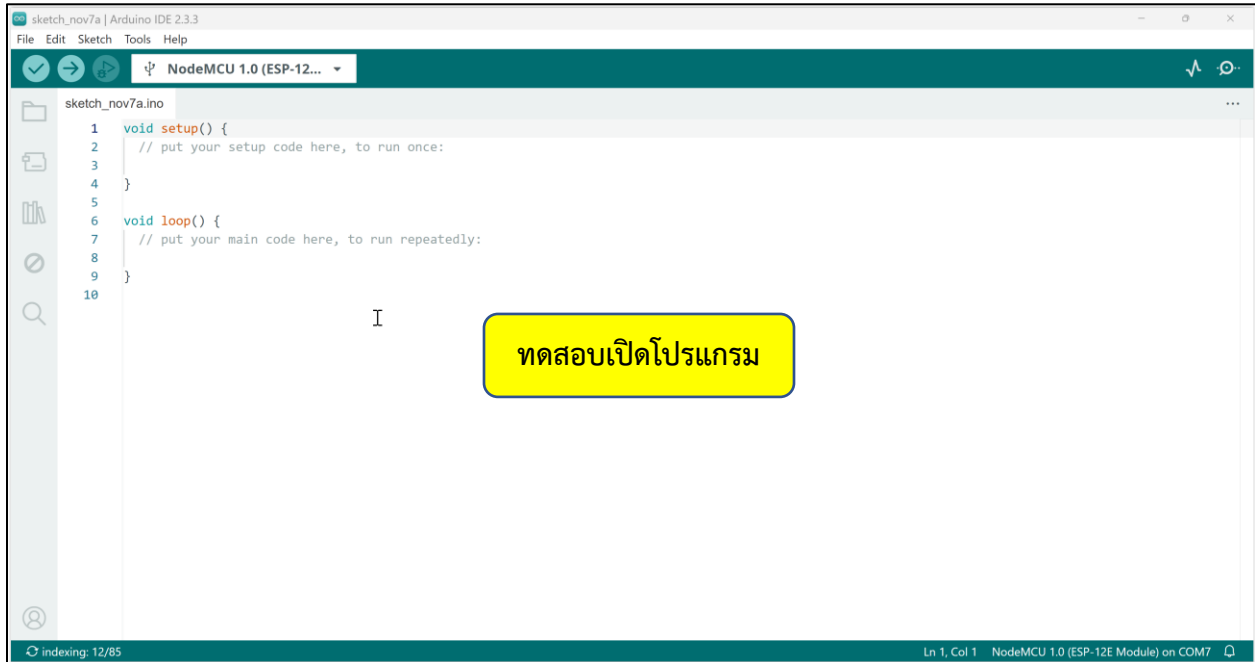 sketch_nov7a | Arduino IDE 2.3.3
File Edit Sketch Tools Help
NodeMCU 1.0 (ESP-12...
sketch_nov7a.ino
...
1 void setup() {
2 // put your setup code here, to run once:
3
4 }
5
6 void loop() {
7 // put your main code here, to run repeatedly:
8
9 }
10
ทดสอบเปิดโปรแกรม
indexing: 12/85 Ln 1, Col 1 NodeMCU 1.0 (ESP-12E Module) on COM7